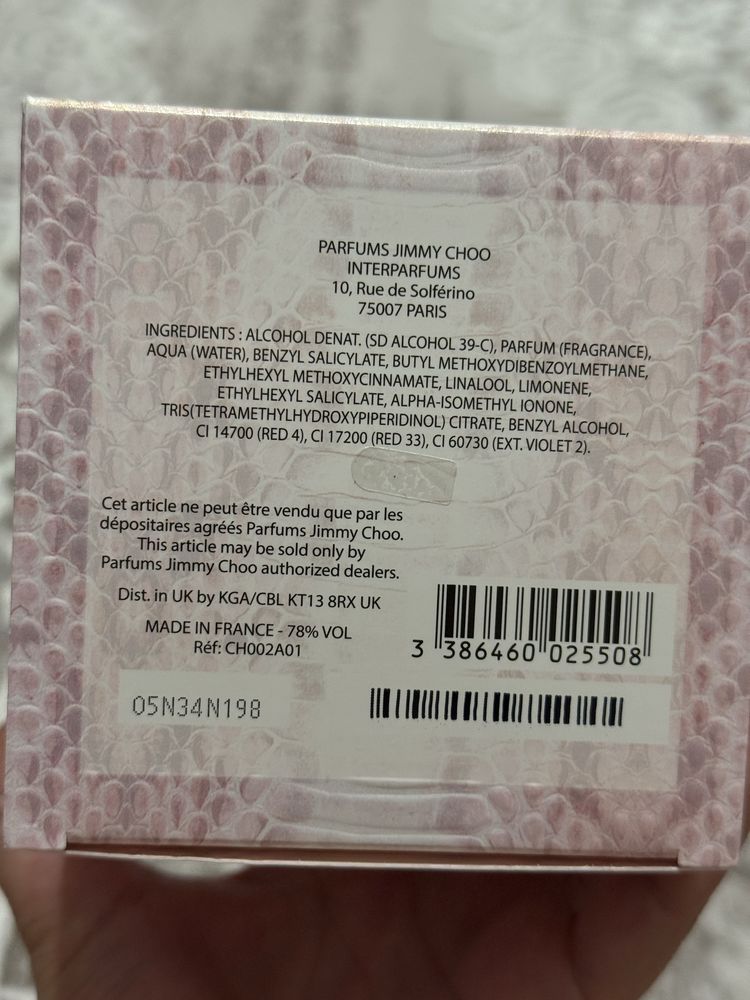 PARFUMS JIMMY CHOO
INTERPARFUMS
10, Rue de Solférino
75007 PARIS
INGREDIENTS : ALCOHOL DENAT. (SD ALCOHOL 39-C), PARFUM (FRAGRANCE),
AQUA (WATER), BENZYL SALICYLATE, BUTYL METHOXYDIBENZOYLMETHANE,
ETHYLHEXYL METHOXYCINNAMATE, LINALOOL, LIMONENE,
ETHYLHEXYL SALICYLATE, ALPHA-ISOMETHYL IONONE,
TRIS(TETRAMETHYLHYDROXYPIPERIDINOL) CITRATE, BENZYL ALCOHOL,
CI 14700 (RED 4), CI 17200 (RED 33), CI 60730 (EXT. VIOLET 2).
Cet article ne peut être vendu que par les
dépositaires agréés Parfums Jimmy Choo.
This article may be sold only by
Parfums Jimmy Choo authorized dealers.
Dist. in UK by KGA/CBL KT13 8RX UK
MADE IN FRANCE - 78% VOL
Réf: CH002A01
3 386460 025508
05N34N198